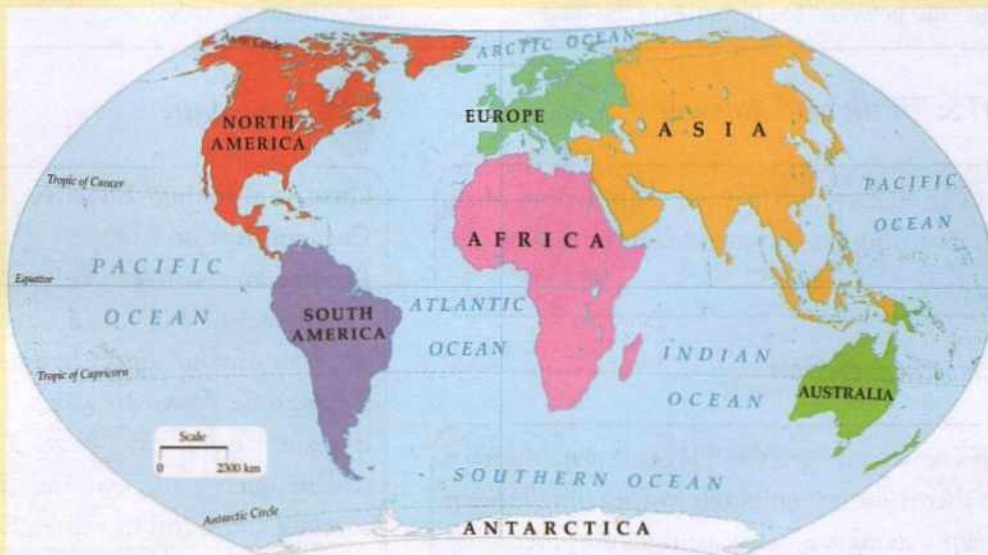 Arctic Circle
ARCTIC OCEAN
NORTH
AMERICA
EUROPE
ASIA
Tropic of Cancer
PACIFIC
OCEAN
AFRICA
Equator
PACIFIC
OCEAN
ATLANTIC
OCEAN
SOUTH
AMERICA
INDIAN
OCEAN
Tropic of Capricorn
AUSTRALIA
Scale
0 2300 km
SOUTHERN OCEAN
Antarctic Circle
ANTARCTICA